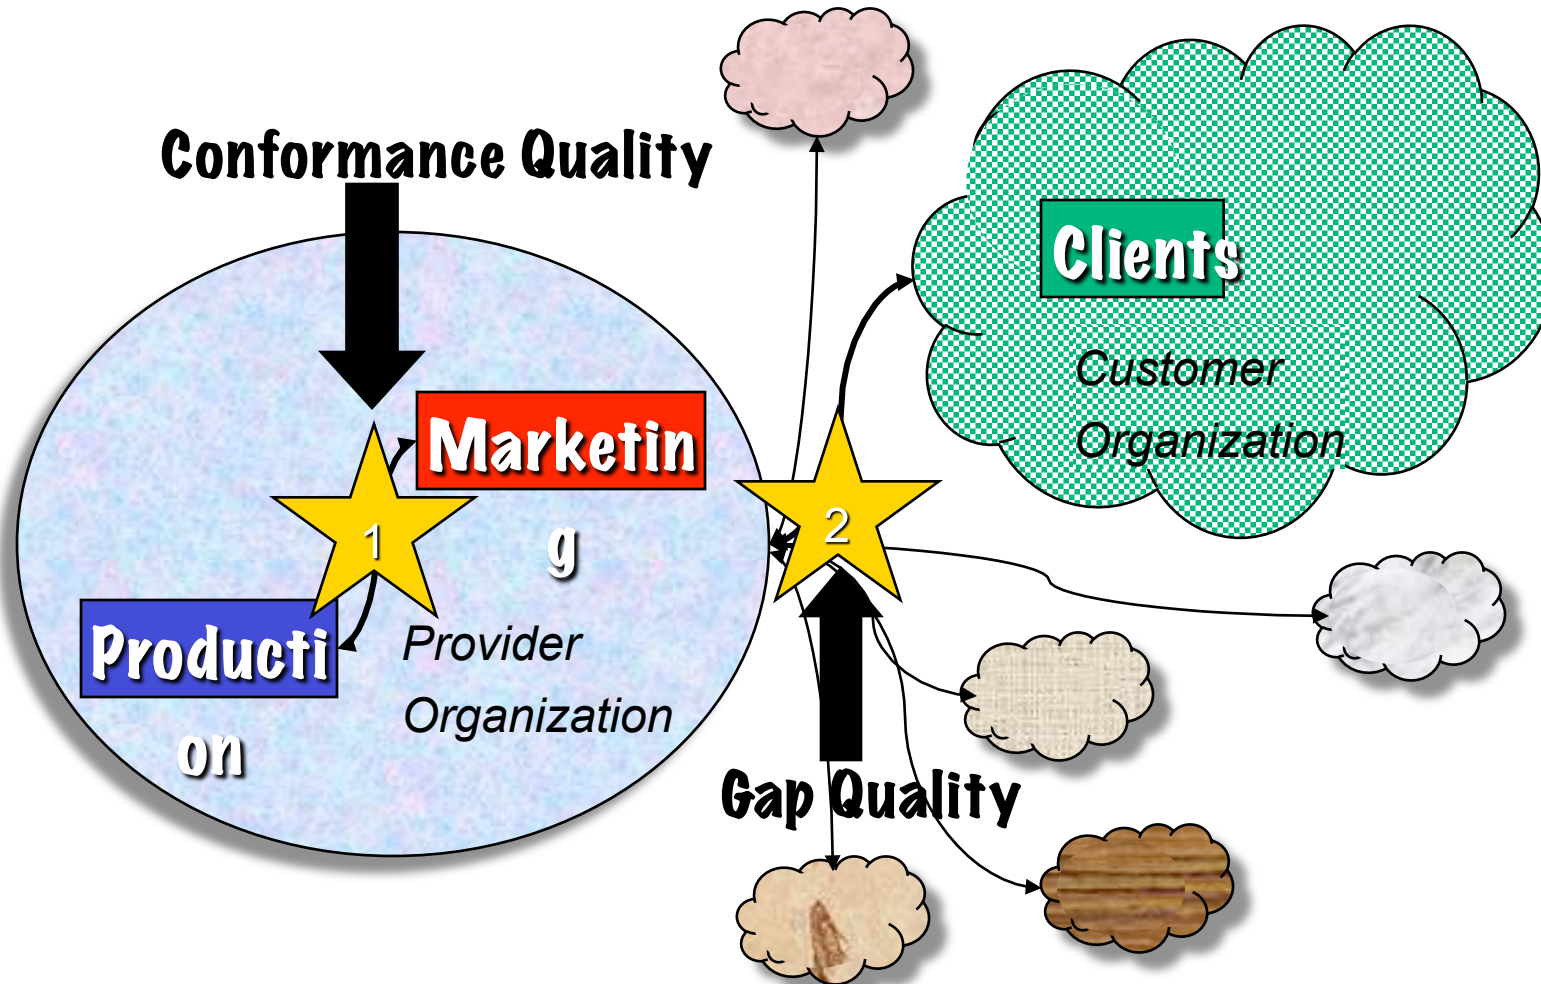 Conformance Quality
Clients
Customer
Organization
Marketin
g
1
2
Producti
on
Provider
Organization
Gap Quality